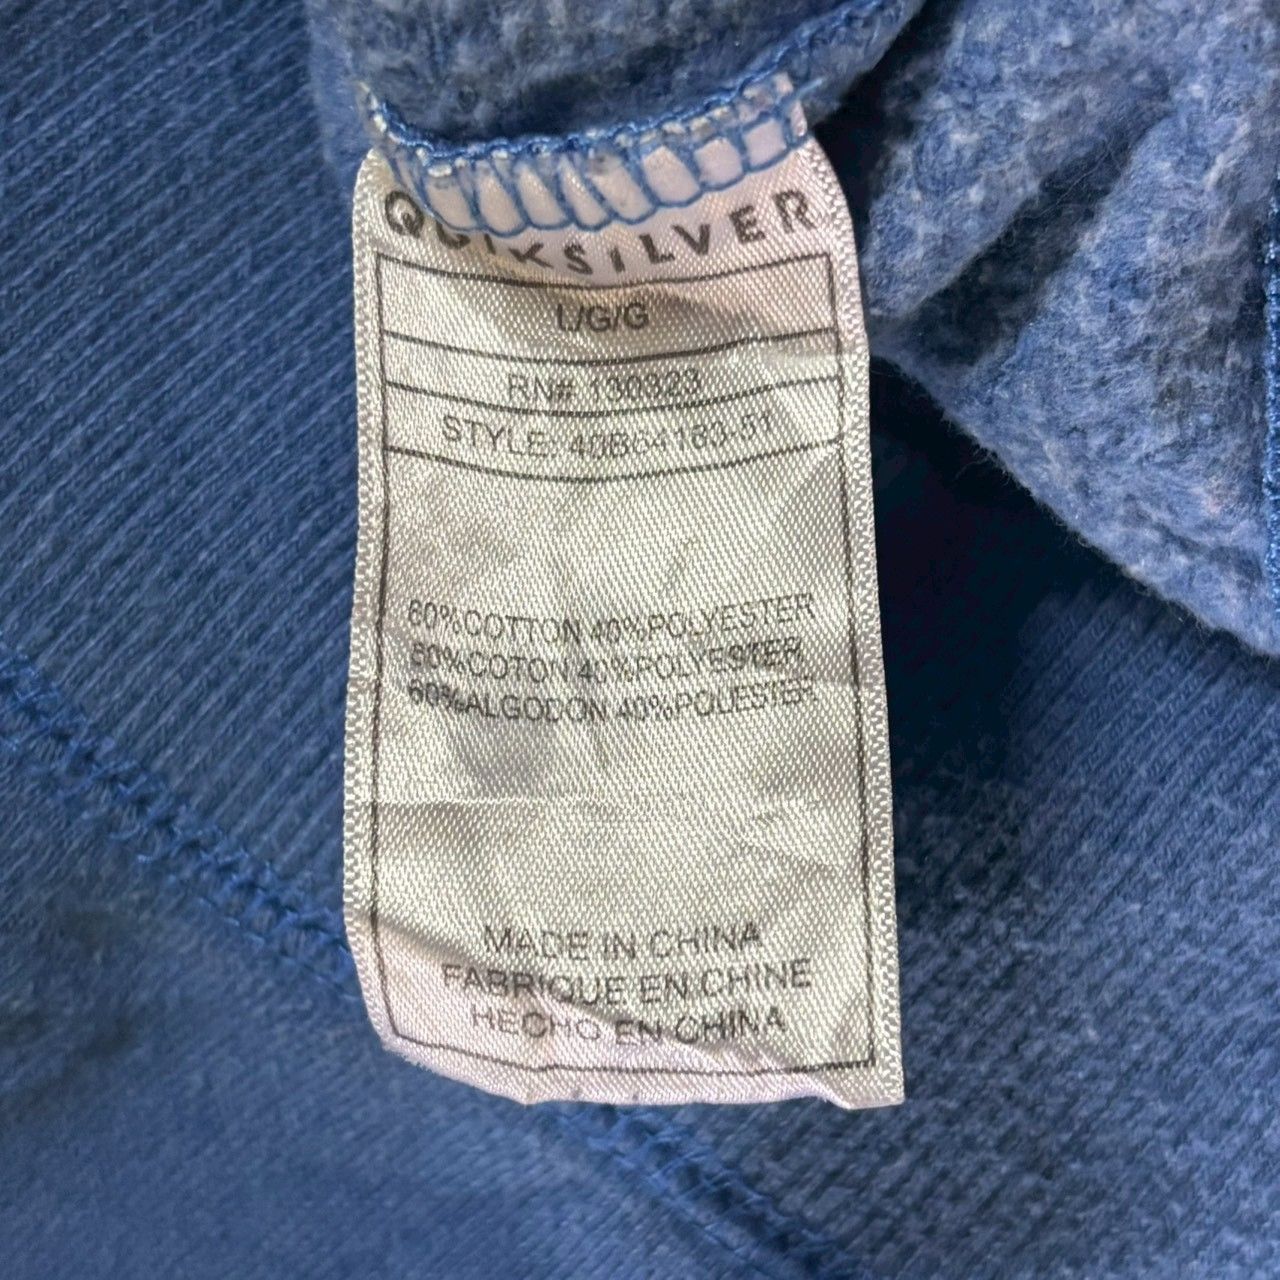 QUIKSILVER
L/G/G
RN# 130323
STYLE: 40B64163-51
60%COTTON 40%POLYESTER
60%COTON 40%POLYESTER
60%ALGODON 40%POLIESTER
MADE IN CHINA
FABRIQUE EN CHINE
HECHO EN CHINA